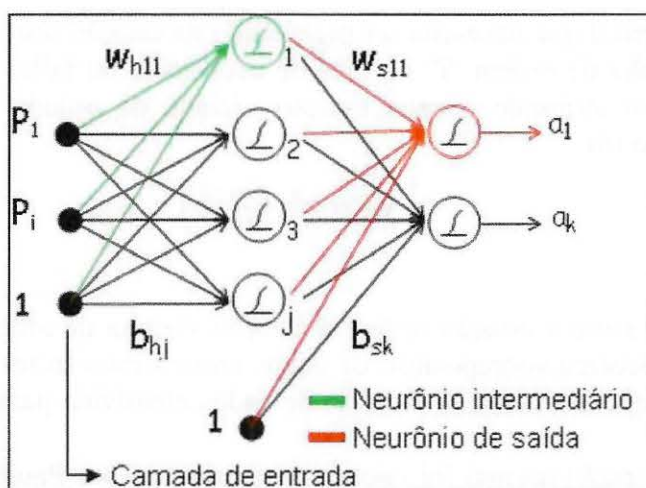 w_h11
1
w_s11
P_1
2
a_1
P_i
3
a_k
1
j
b_hj
b_sk
1
Neurônio intermediário
Neurônio de saída
Camada de entrada